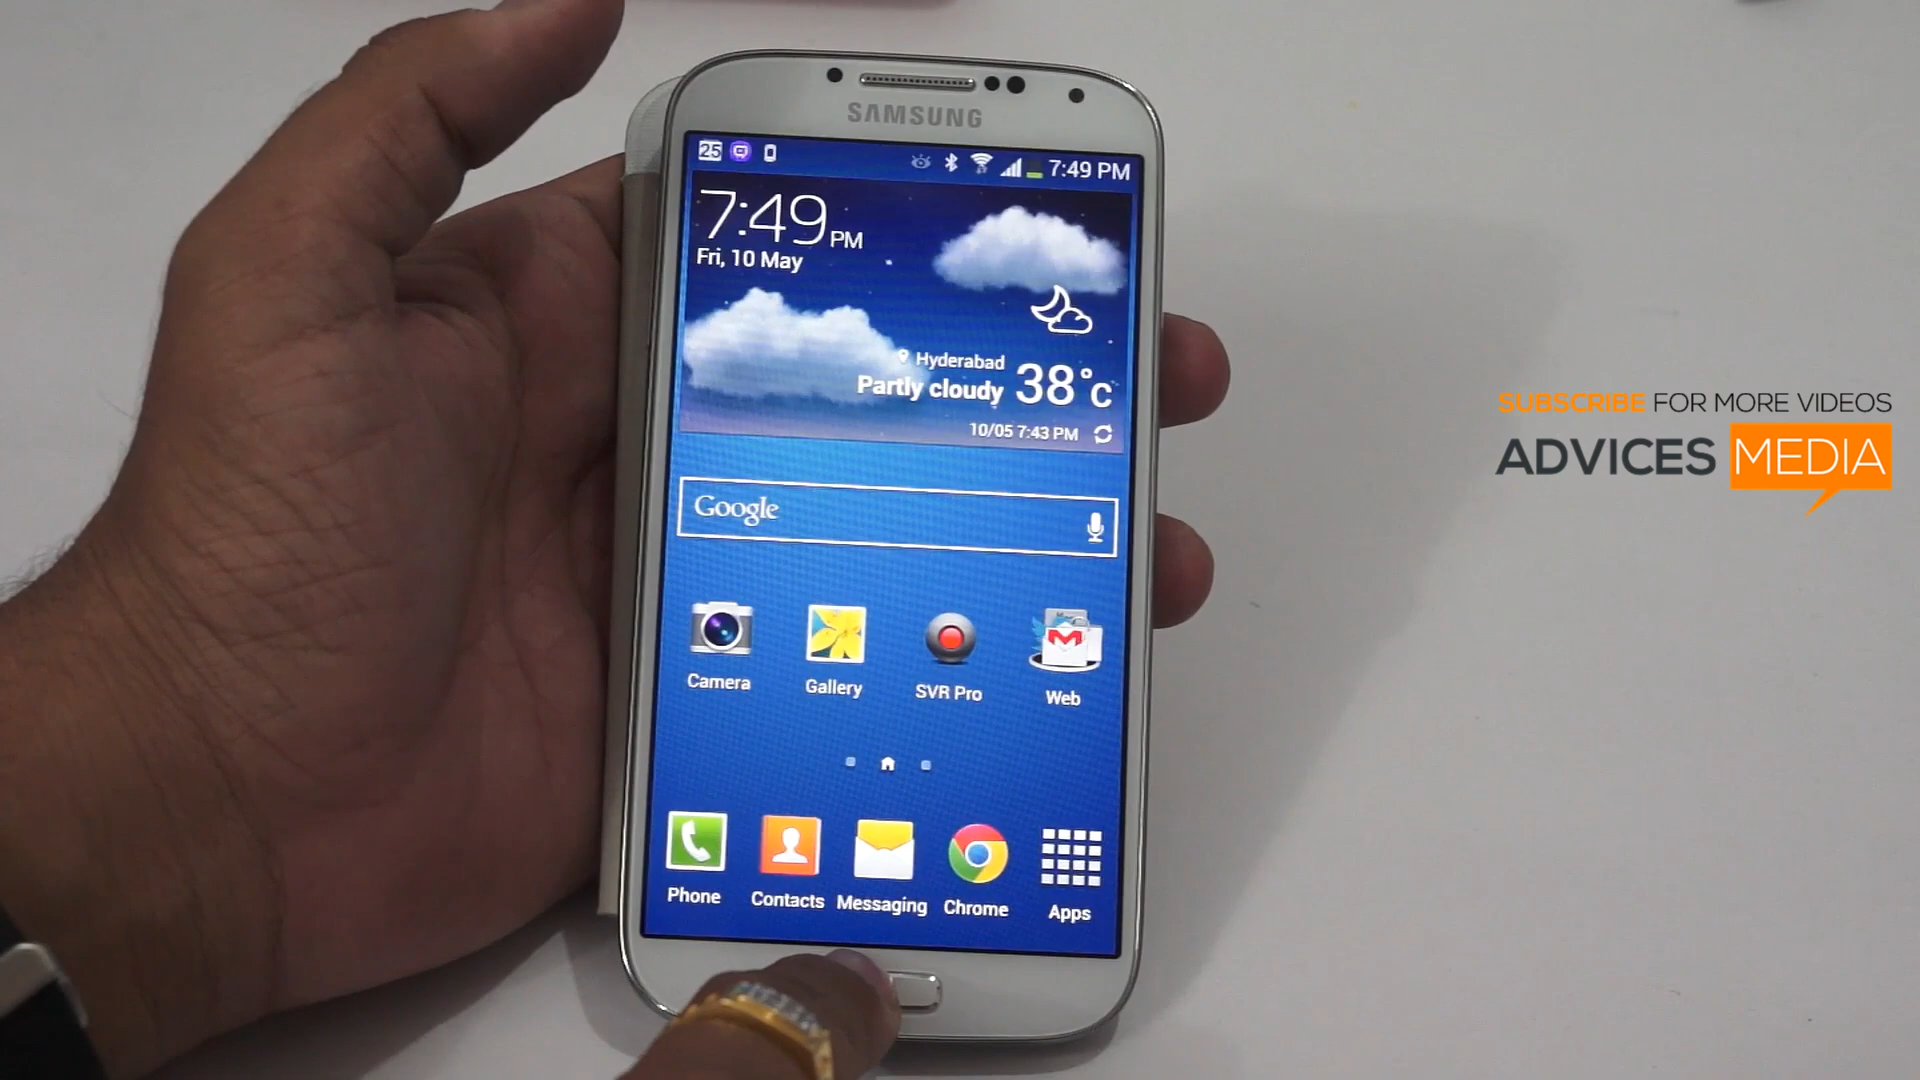 SAMSUNG
25
7:49 PM
7:49 PM
Fri, 10 May
Hyderabad
Partly cloudy 38°C
10/05 7:43 PM
Google
Camera
Gallery
SVR Pro
Web
Phone
Contacts
Messaging
Chrome
Apps
SUBSCRIBE FOR MORE VIDEOS
ADVICES MEDIA